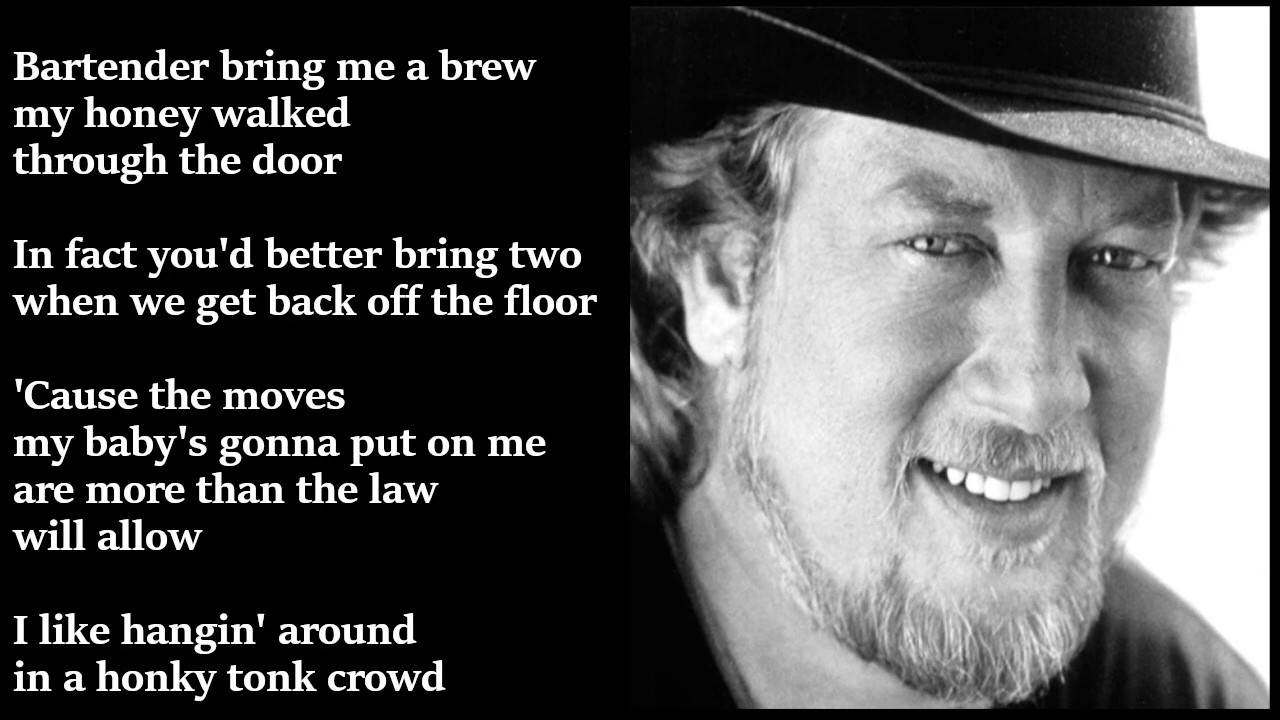 Bartender bring me a brew
my honey walked
through the door
In fact you'd better bring two
when we get back off the floor
'Cause the moves
my baby's gonna put on me
are more than the law
will allow
I like hangin' around
in a honky tonk crowd